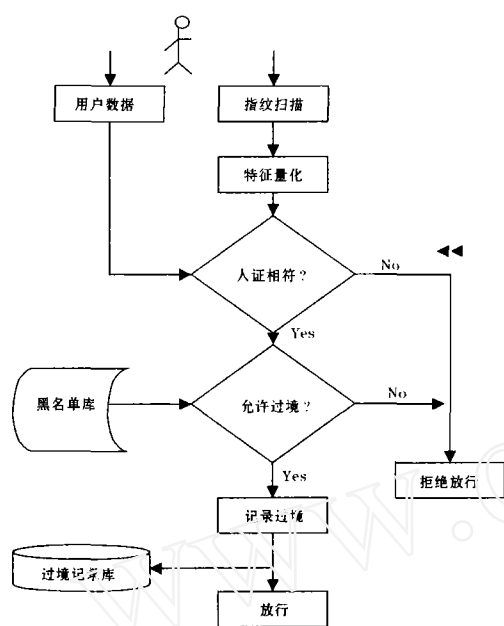 用户数据
指纹扫描
特征量化
人证相符?
No
Yes
黑名单库
允许过境?
No
Yes
拒绝放行
记录过境
过境记录库
放行
www.